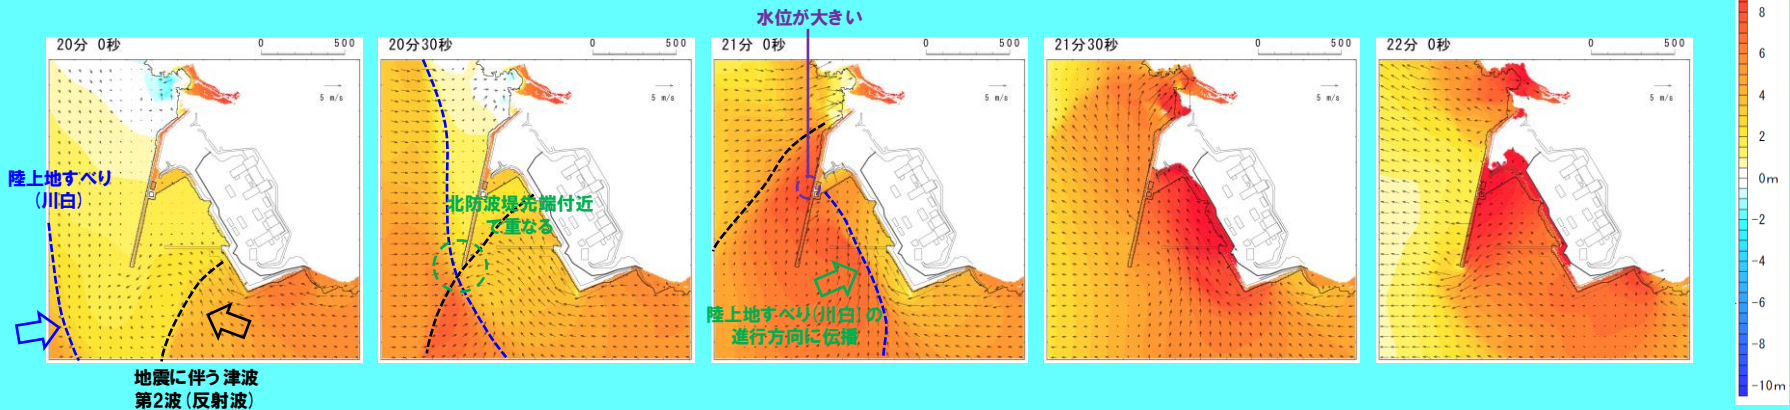 水位が大きい
20分 0秒
0
500
20分30秒
0
500
21分 0秒
0
500
21分30秒
0
500
22分 0秒
0
500
5 m/s
5 m/s
5 m/s
5 m/s
5 m/s
陸上地すべり
(川白)
北防波堤先端付近
で重なる
陸上地すべり(川白)の
進行方向に伝播
地震に伴う津波
第2波(反射波)
8
6
4
2
0m
-2
-4
-6
-8
-10m